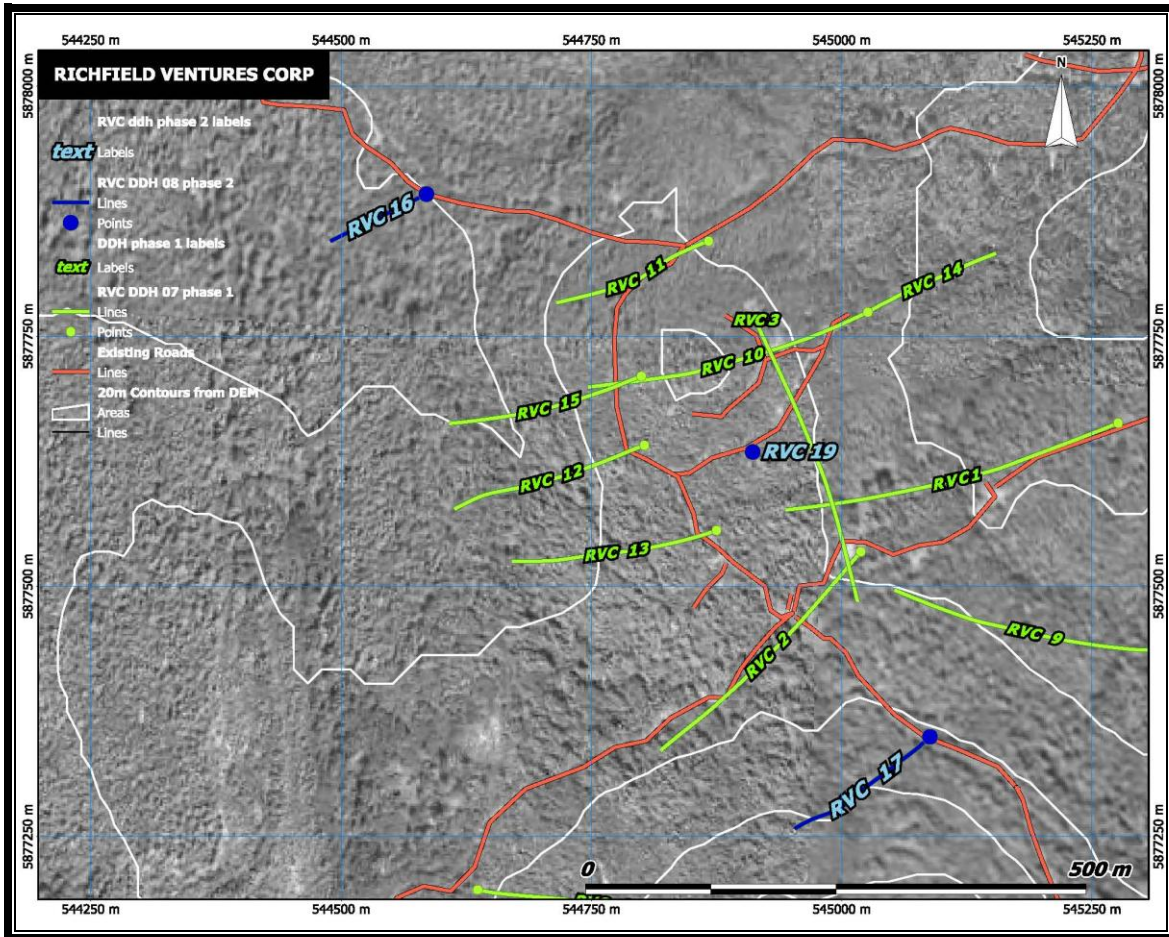 544250 m 544500 m 544750 m 545000 m 545250 m
5878000 m
5878000 m
RICHFIELD VENTURES CORP
N
RVC ddh phase 2 labels
text Labels
RVC DDH 08 phase 2
Lines
Points
DDH phase 1 labels
text Labels
RVC DDH 07 phase 1
Lines
Points
Existing Roads
Lines
20m Contours from DEM
Areas
Lines
RVC 16
RVC 11
RVC 14
5877750 m
RVC 3
5877750 m
RVC 10
RVC 15
RVC 19
RVC 12
RVC 1
RVC 13
5877500 m
5877500 m
RVC 9
RVC 2
RVC 17
5877250 m
5877250 m
0 500 m
544250 m 544500 m 544750 m 545000 m 545250 m